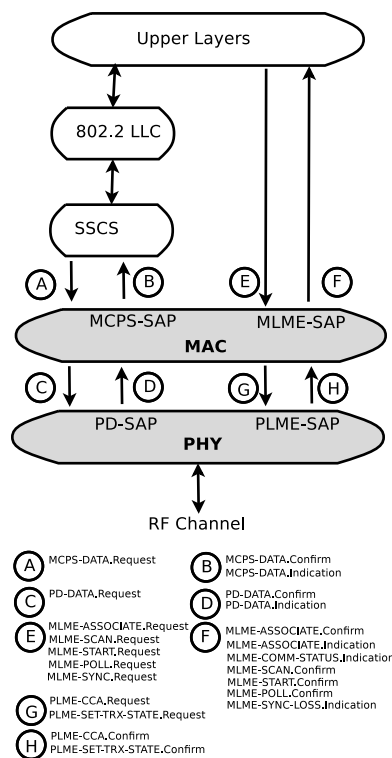 Upper Layers
802.2 LLC
SSCS
A
B
E
F
MCPS-SAP
MLME-SAP
MAC
C
D
G
H
PD-SAP
PLME-SAP
PHY
RF Channel
A
MCPS-DATA.Request
B
MCPS-DATA.Confirm
MCPS-DATA.Indication
C
PD-DATA.Request
D
PD-DATA.Confirm
PD-DATA.Indication
E
MLME-ASSOCIATE.Request
MLME-SCAN.Request
MLME-START.Request
MLME-POLL.Request
MLME-SYNC.Request
F
MLME-ASSOCIATE.Confirm
MLME-ASSOCIATE.Indication
MLME-COMM-STATUS.Indication
MLME-SCAN.Confirm
MLME-START.Confirm
MLME-POLL.Confirm
MLME-SYNC-LOSS.Indication
G
PLME-CCA.Request
PLME-SET-TRX-STATE.Request
H
PLME-CCA.Confirm
PLME-SET-TRX-STATE.Confirm